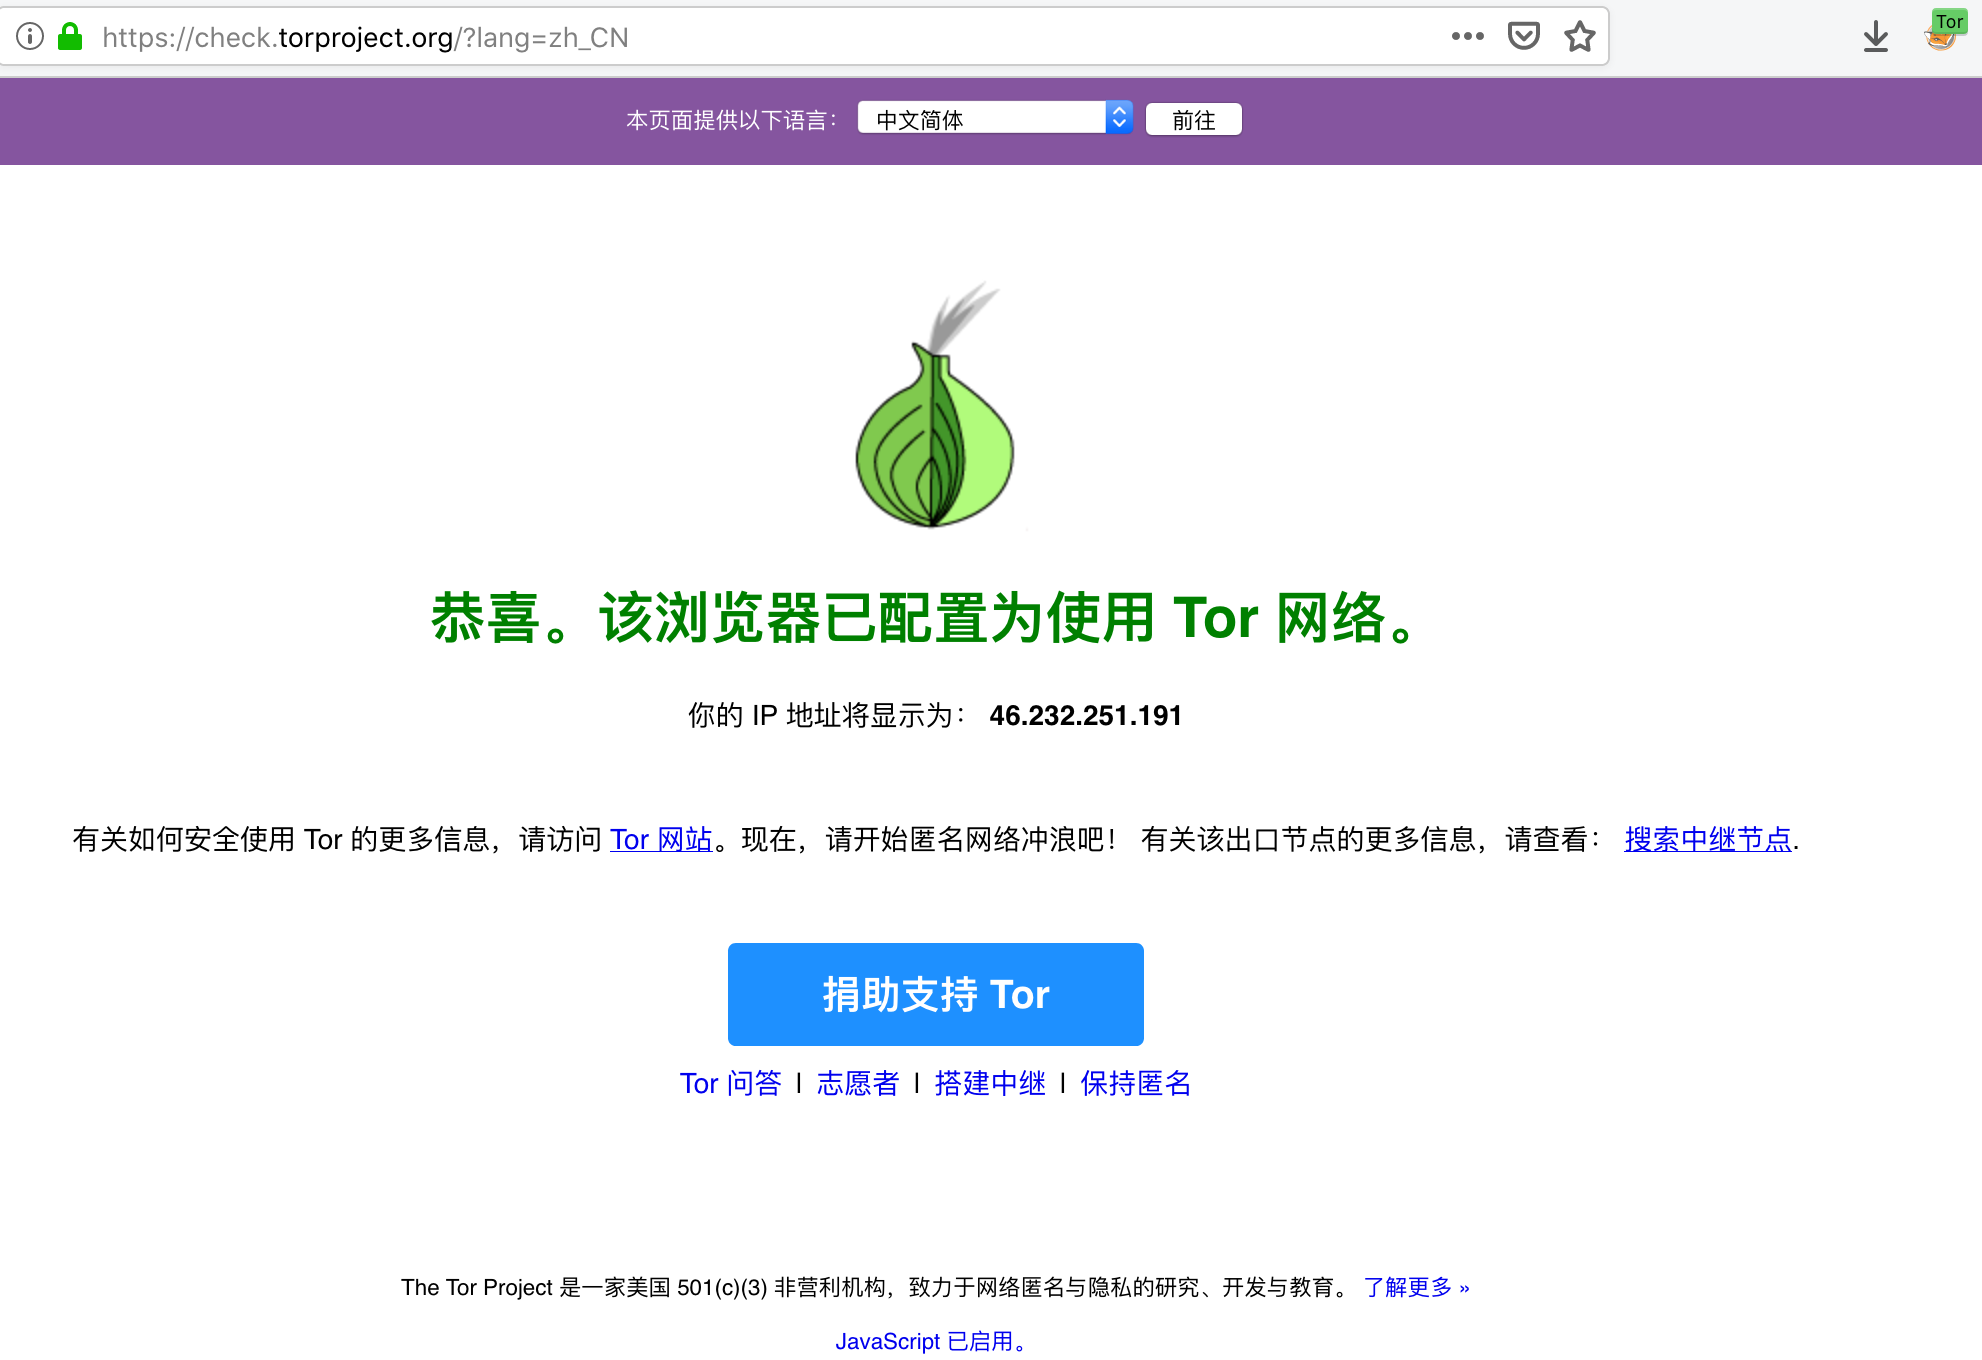 https://check.torproject.org/?lang=zh_CN
Tor
本页面提供以下语言： 中文简体 前往
恭喜。该浏览器已配置为使用 Tor 网络。
你的 IP 地址将显示为： 46.232.251.191
有关如何安全使用 Tor 的更多信息，请访问 Tor 网站。现在，请开始匿名网络冲浪吧！ 有关该出口节点的更多信息，请查看： 搜索中继节点.
捐助支持 Tor
Tor 问答 | 志愿者 | 搭建中继 | 保持匿名
The Tor Project 是一家美国 501(c)(3) 非营利机构，致力于网络匿名与隐私的研究、开发与教育。 了解更多 »
JavaScript 已启用。